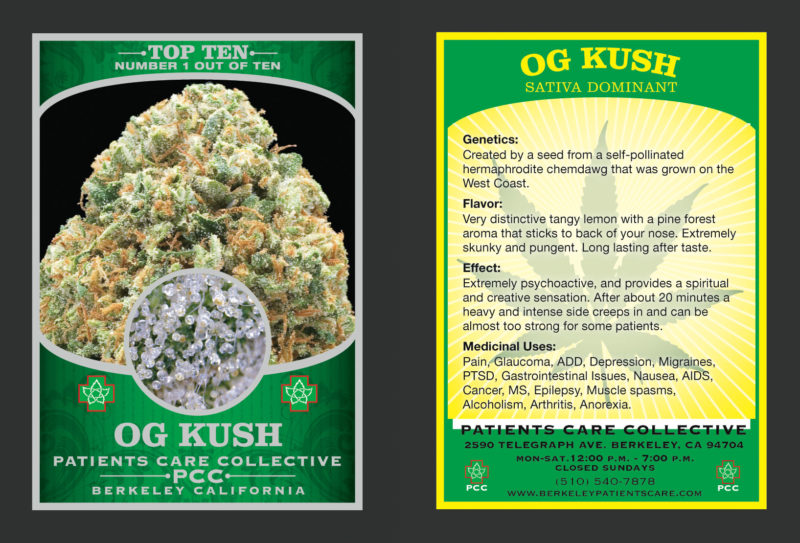 TOP TEN
NUMBER 1 OUT OF TEN
OG KUSH
PATIENTS CARE COLLECTIVE
PCC
BERKELEY CALIFORNIA
OG KUSH
SATIVA DOMINANT
Genetics:
Created by a seed from a self-pollinated
hermaphrodite chemdawg that was grown on the
West Coast.
Flavor:
Very distinctive tangy lemon with a pine forest
aroma that sticks to back of your nose. Extremely
skunky and pungent. Long lasting after taste.
Effect:
Extremely psychoactive, and provides a spiritual
and creative sensation. After about 20 minutes a
heavy and intense side creeps in and can be
almost too strong for some patients.
Medicinal Uses:
Pain, Glaucoma, ADD, Depression, Migraines,
PTSD, Gastrointestinal Issues, Nausea, AIDS,
Cancer, MS, Epilepsy, Muscle spasms,
Alcoholism, Arthritis, Anorexia.
PATIENTS CARE COLLECTIVE
2590 TELEGRAPH AVE. BERKELEY, CA 94704
MON-SAT.12:00 P.M. - 7:00 P.M.
CLOSED SUNDAYS
(510) 540-7878
WWW.BERKELEYPATIENTSCARE.COM
PCC
PCC